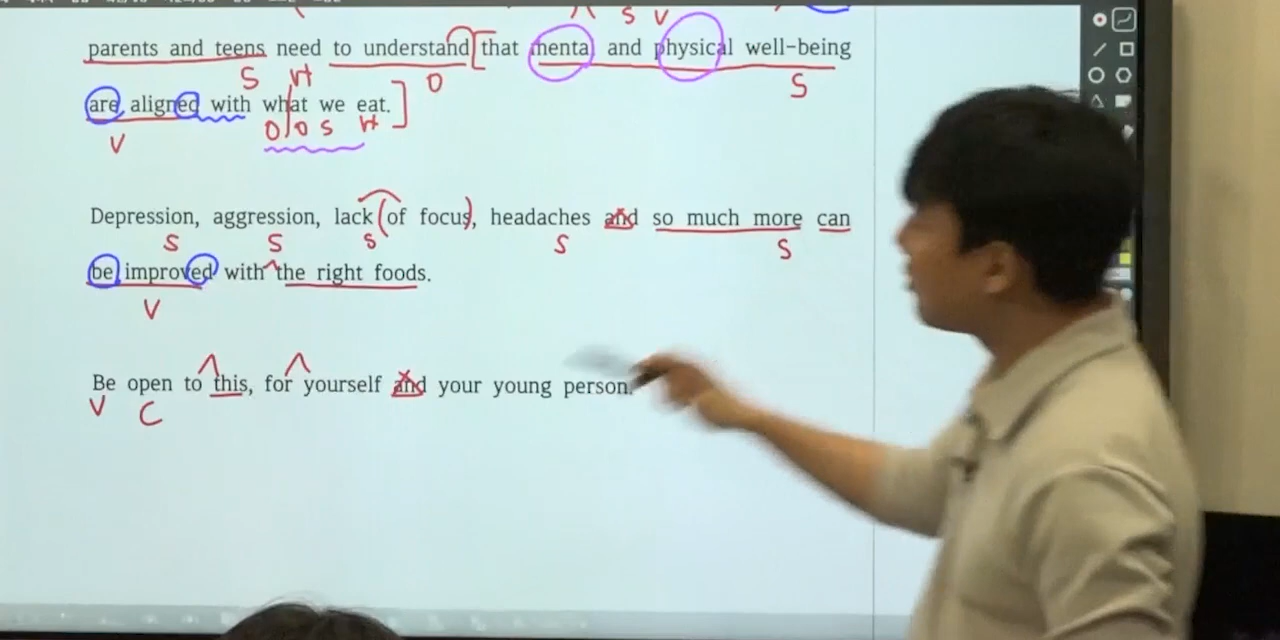 S V
parents and teens need to understand that mental and physical well-being
S vt O S
are aligned with what we eat.
V O O S vt
Depression, aggression, lack of focus, headaches and so much more can
S S S S S
be improved with the right foods.
V
Be open to this, for yourself and your young person.
V C